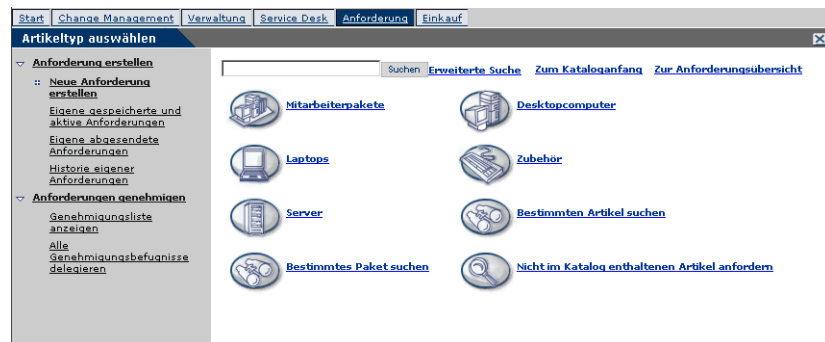 Start Change Management Verwaltung Service Desk Anforderung Einkauf
Artikeltyp auswählen
Anforderung erstellen
Neue Anforderung
erstellen
Eigene gespeicherte und
aktive Anforderungen
Eigene abgesendete
Anforderungen
Historie eigener
Anforderungen
Anforderungen genehmigen
Genehmigungsliste
anzeigen
Alle
Genehmigungsbefugnisse
delegieren
Suchen Erweiterte Suche Zum Kataloganfang Zur Anforderungsübersicht
Mitarbeiterpakete Desktopcomputer
Laptops Zubehör
Server Bestimmten Artikel suchen
Bestimmtes Paket suchen Nicht im Katalog enthaltenen Artikel anfordern